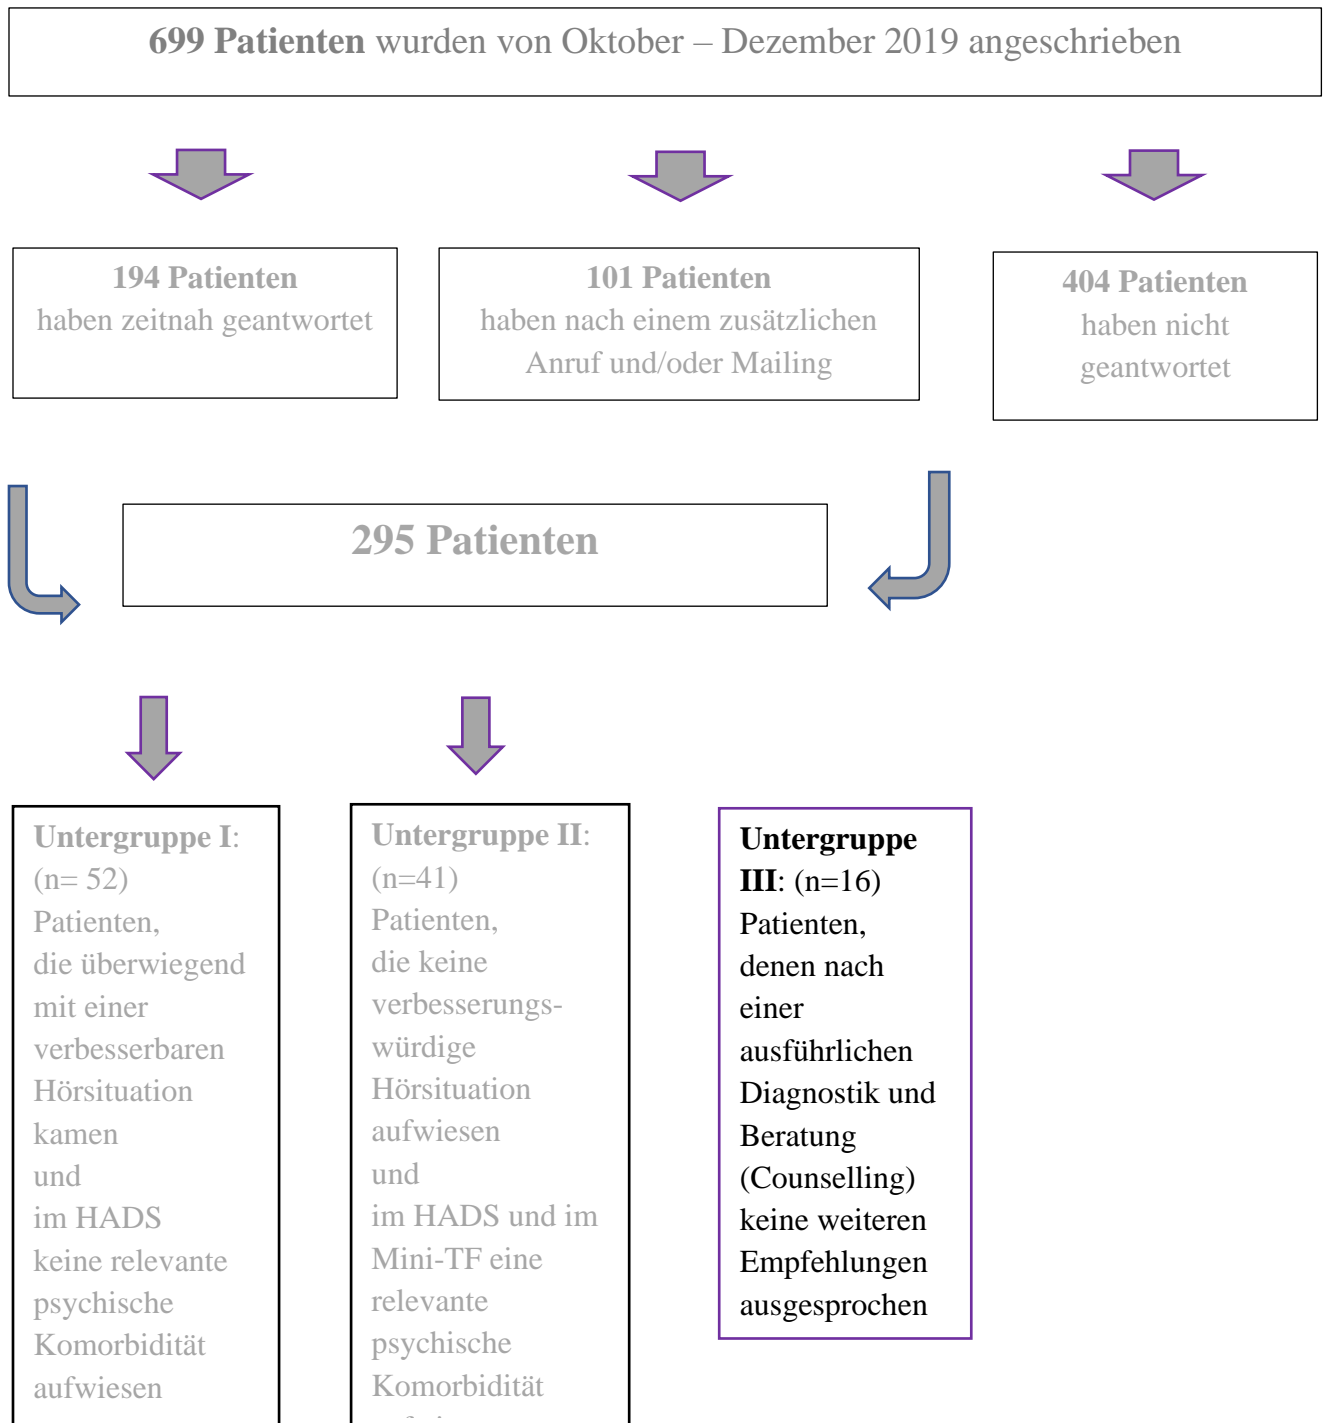 699 Patienten wurden von Oktober – Dezember 2019 angeschrieben
194 Patienten
haben zeitnah geantwortet
101 Patienten
haben nach einem zusätzlichen
Anruf und/oder Mailing
404 Patienten
haben nicht
geantwortet
295 Patienten
Untergruppe I:
(n= 52)
Patienten,
die überwiegend
mit einer
verbesserbaren
Hörsituation
kamen
und
im HADS
keine relevante
psychische
Komorbidität
aufwiesen
Untergruppe II:
(n=41)
Patienten,
die keine
verbesserungs-
würdige
Hörsituation
aufwiesen
und
im HADS und im
Mini-TF eine
relevante
psychische
Komorbidität
Untergruppe
III: (n=16)
Patienten,
denen nach
einer
ausführlichen
Diagnostik und
Beratung
(Counselling)
keine weiteren
Empfehlungen
ausgesprochen